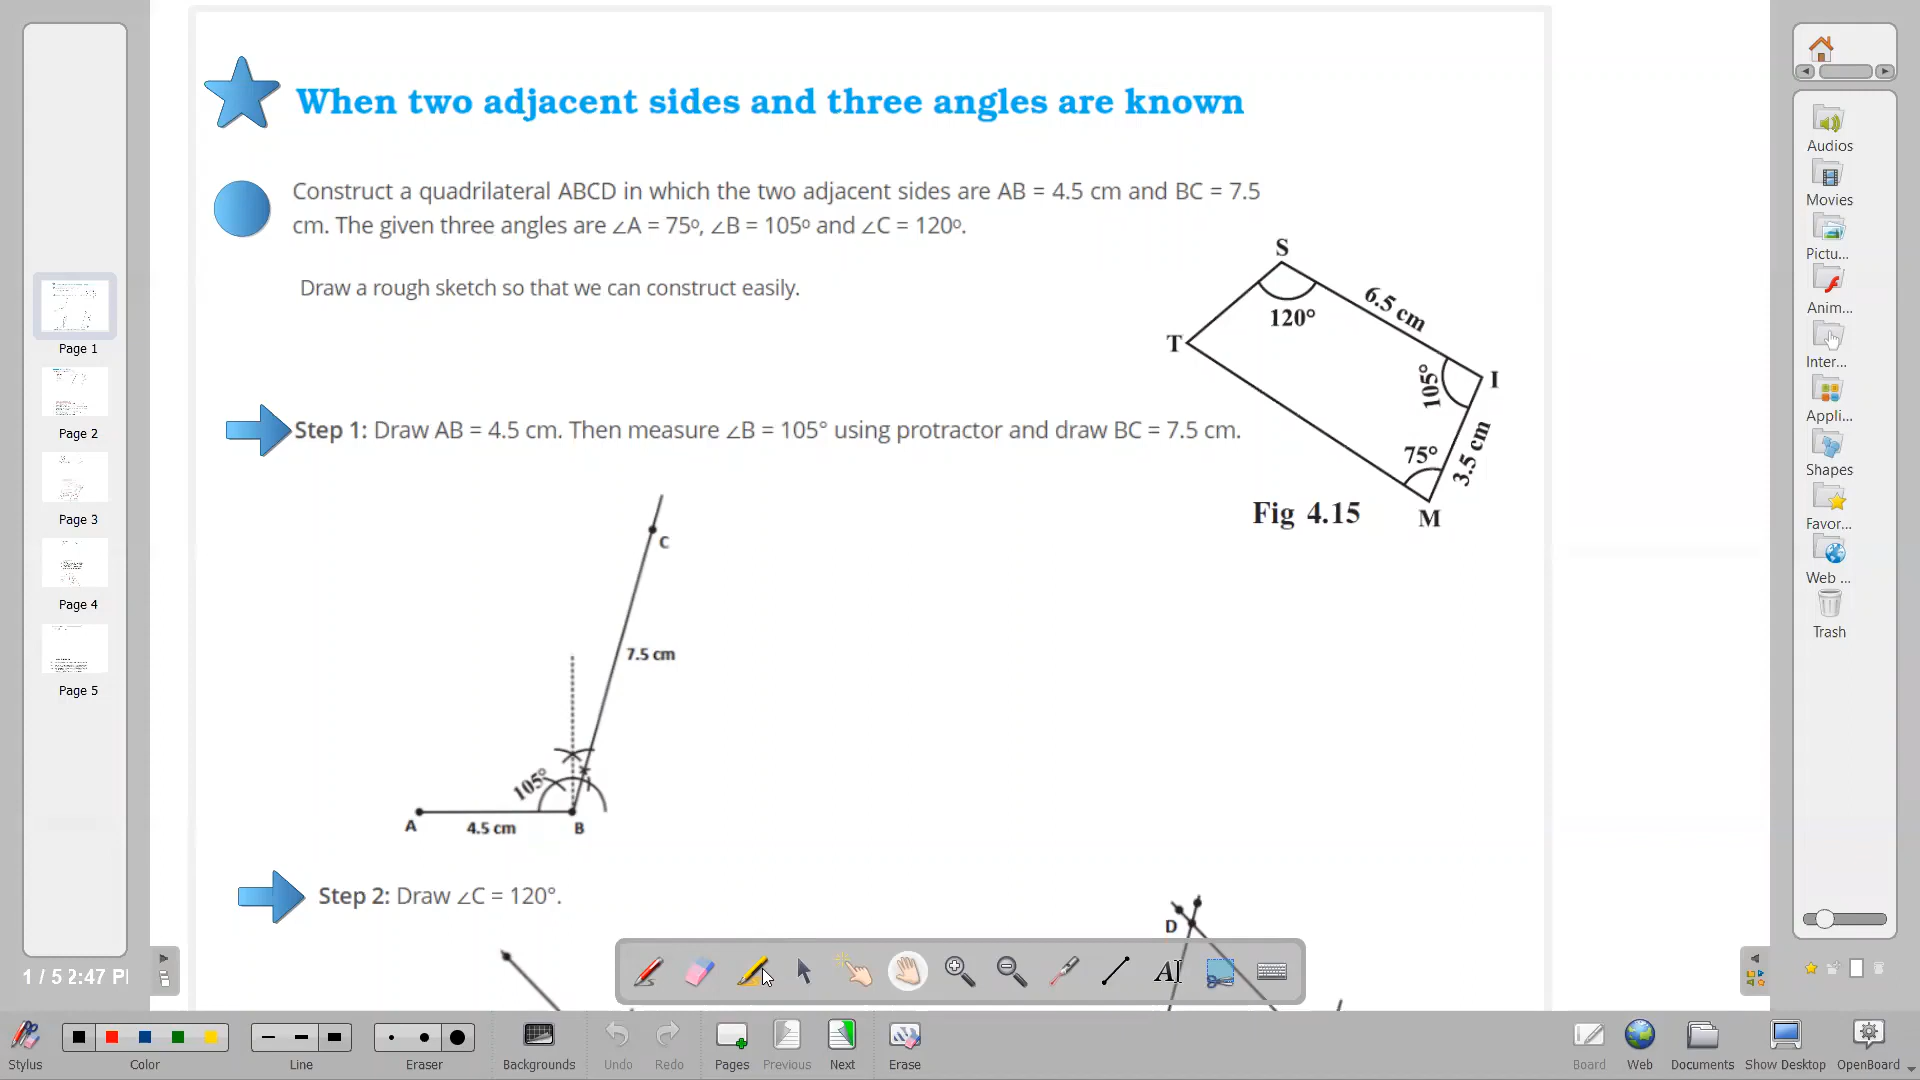 When two adjacent sides and three angles are known
Construct a quadrilateral ABCD in which the two adjacent sides are AB = 4.5 cm and BC = 7.5
cm. The given three angles are ∠A = 75º, ∠B = 105º and ∠C = 120º.
Draw a rough sketch so that we can construct easily.
S
120°
6.5 cm
T
105°
I
75°
3.5 cm
Fig 4.15
M
Step 1: Draw AB = 4.5 cm. Then measure ∠B = 105° using protractor and draw BC = 7.5 cm.
C
7.5 cm
105°
A
4.5 cm
B
Step 2: Draw ∠C = 120°.
D
Page 1
Page 2
Page 3
Page 4
Page 5
1 / 5 2:47
Audios
Movies
Pictu...
Anim...
Inter...
Appli...
Shapes
Favor...
Web ...
Trash
AI
Stylus
Color
Line
Eraser
Backgrounds
Undo
Redo
Pages
Previous
Next
Erase
Board
Web
Documents
Show Desktop
OpenBoard